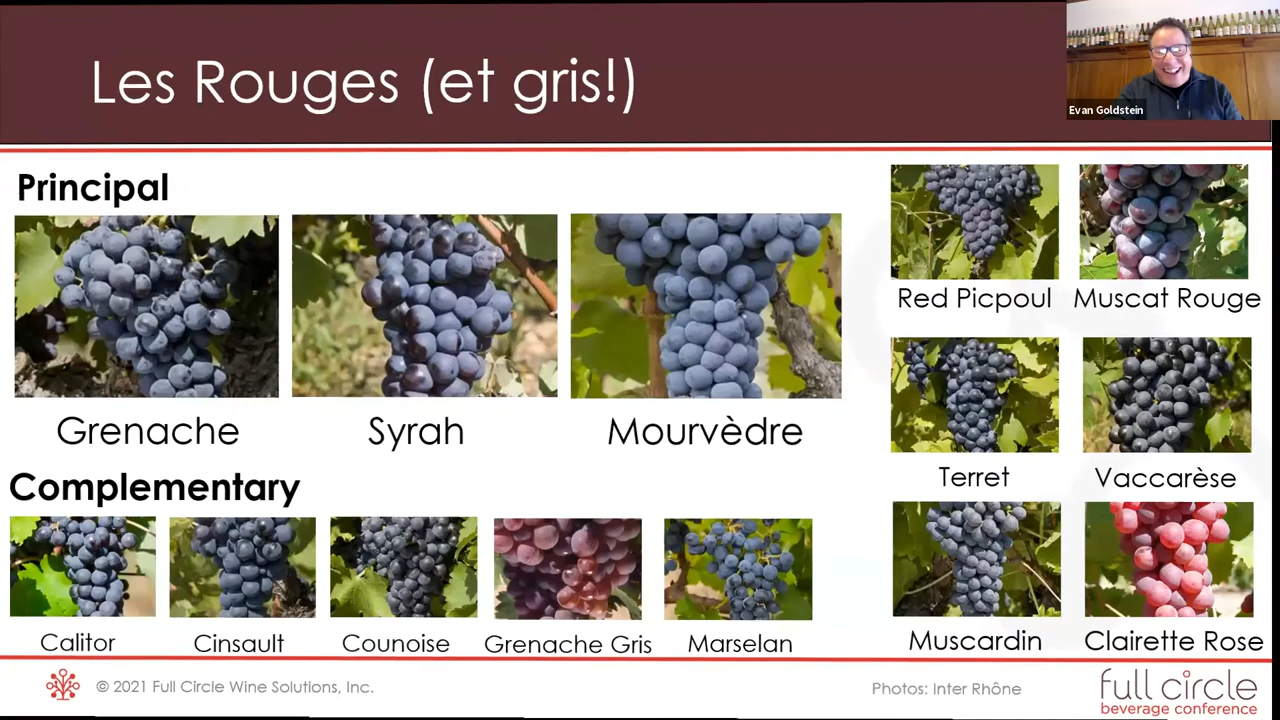 Les Rouges (et gris!)
Evan Goldstein
Principal
Grenache
Syrah
Mourvèdre
Complementary
Calitor
Cinsault
Counoise
Grenache Gris
Marselan
Red Picpoul
Muscat Rouge
Terret
Vaccarèse
Muscardin
Clairette Rose
© 2021 Full Circle Wine Solutions, Inc.
Photos: Inter Rhône
full circle
beverage conference